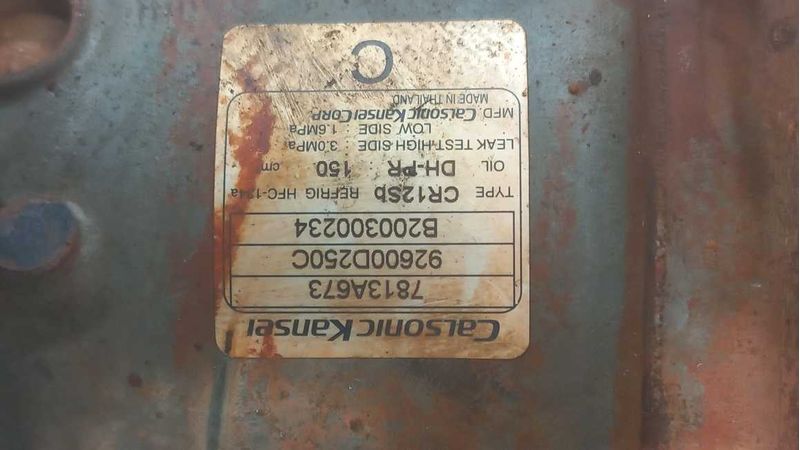 CALSONIC KANSEI
7813A673
92600D250C
B200300234
TYPE CR12Sb REFRIG HFC-134a
OIL DH-PR : 150 cm
LEAK TEST-HIGH SIDE : 3.0MPa
LOW SIDE : 1.6MPa
MFD. CALSONIC KANSEI CORP.
MADE IN THAILAND
C